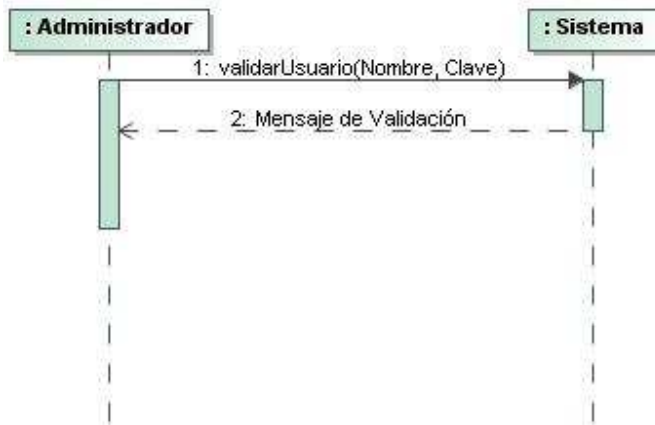 : Administrador
: Sistema
1: validarUsuario(Nombre, Clave)
2: Mensaje de Validación